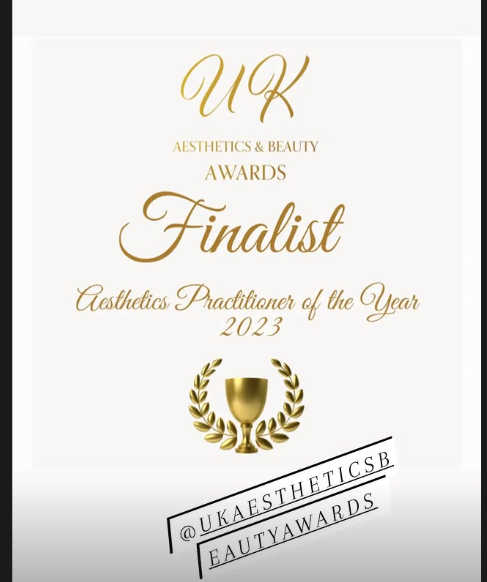 UK
AESTHETICS & BEAUTY
AWARDS
Finalist
Aesthetics Practitioner of the Year
2023
@UKAESTHETICSB
EAUTYAWARDS